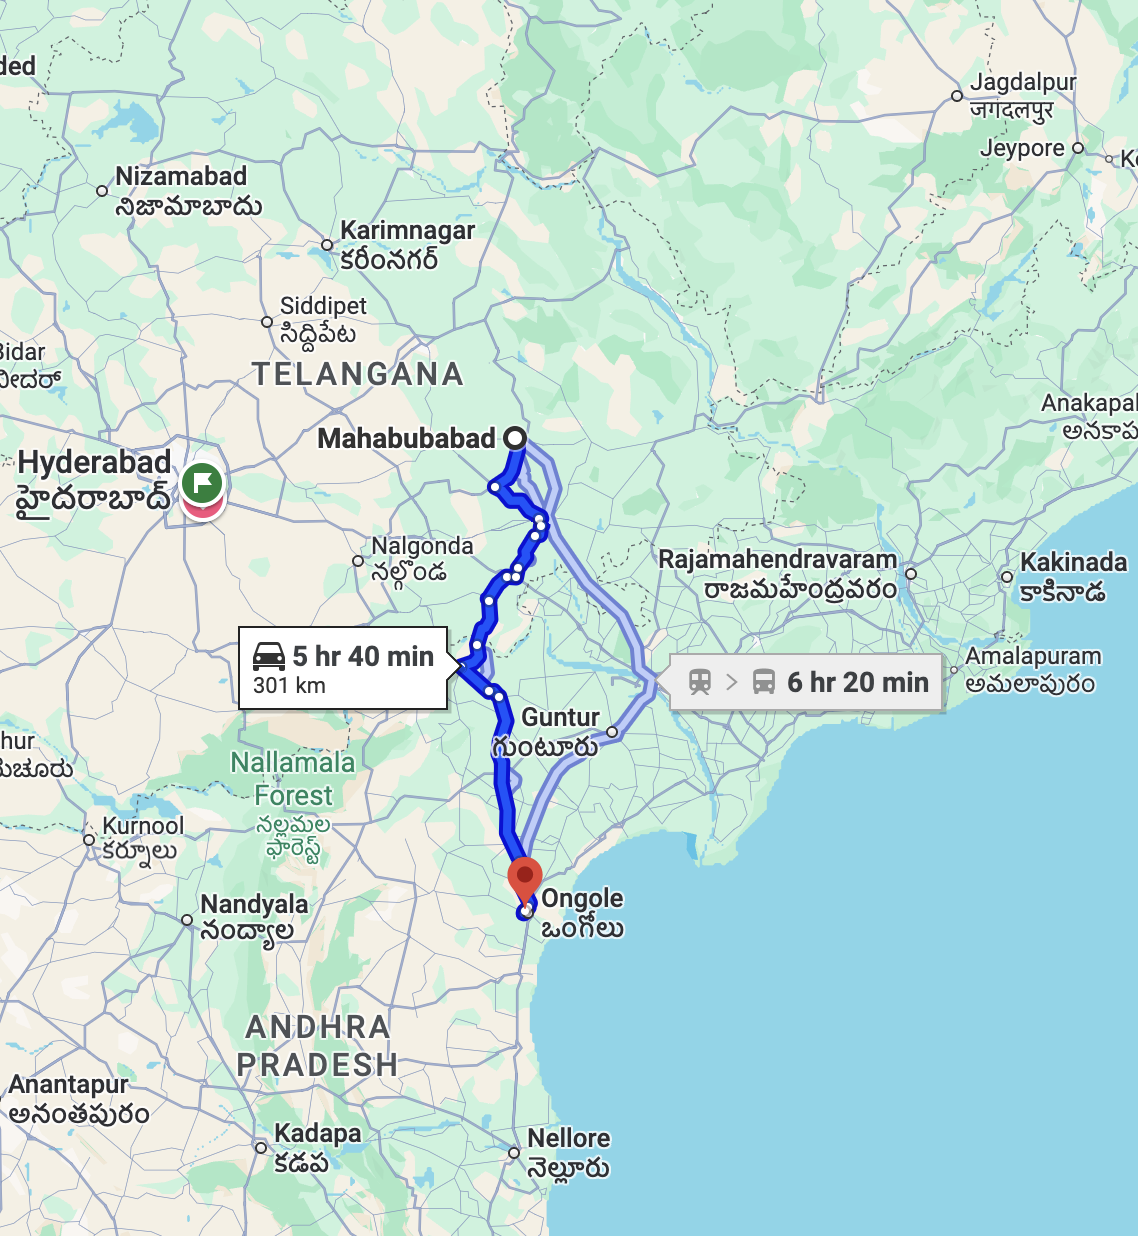 ded
Jagdalpur
जगदलपुर
Jeypore
Nizamabad
నిజామాబాదు
Karimnagar
కరీంనగర్
Siddipet
సిద్దిపేట
Bidar
TELANGANA
Anakapal
అనకాప
Mahabubabad
Hyderabad
హైదరాబాద్
Nalgonda
నల్గొండ
Rajamahendravaram
రాజమహేంద్రవరం
Kakinada
కాకినాడ
5 hr 40 min
301 km
Amalapuram
అమలాపురం
6 hr 20 min
Guntur
గుంటూరు
hur
Nallamala
Forest
నల్లమల
ఫారెస్ట్
Kurnool
కర్నూలు
Nandyala
నంద్యాల
Ongole
ఒంగోలు
ANDHRA
PRADESH
Anantapur
అనంతపురం
Kadapa
కడప
Nellore
నెల్లూరు